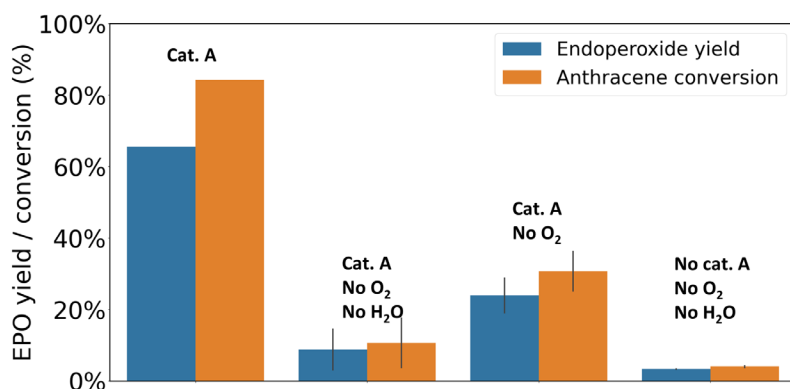 EPO yield / conversion (%)
100%
80%
60%
40%
20%
0%
Endoperoxide yield
Anthracene conversion
Cat. A
Cat. A
No O₂
No H₂O
Cat. A
No O₂
No cat. A
No O₂
No H₂O